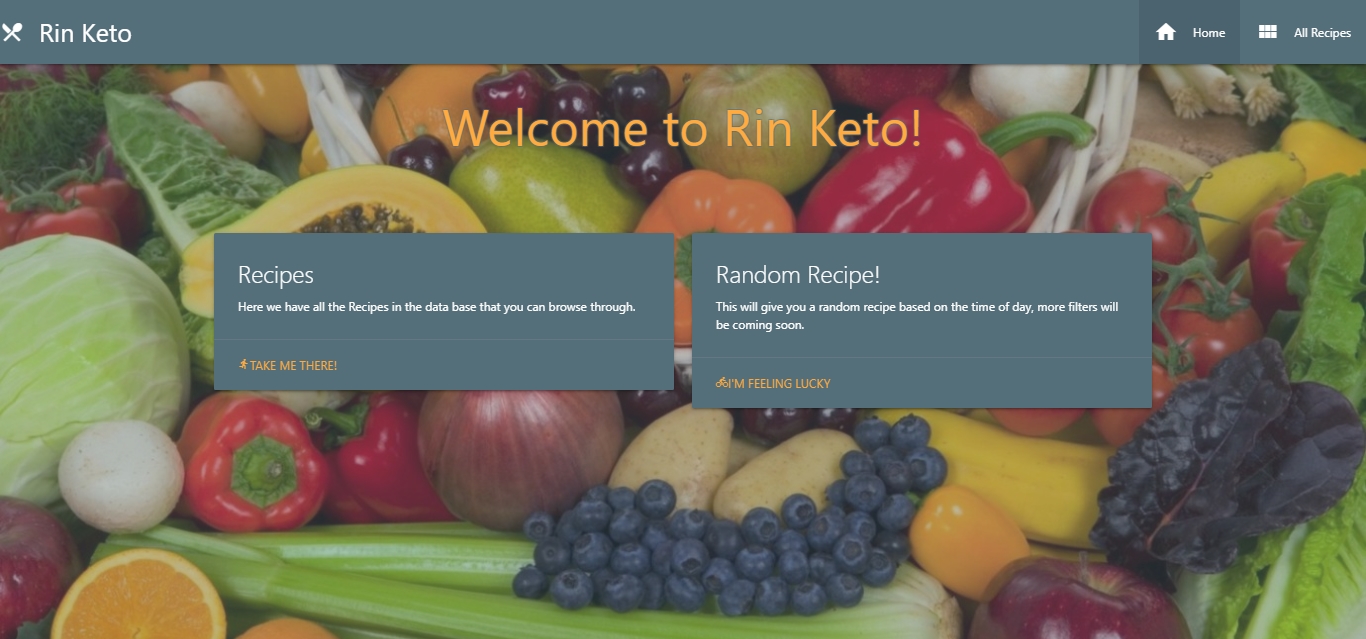 Rin Keto
Home
All Recipes
Welcome to Rin Keto!
Recipes
Here we have all the Recipes in the data base that you can browse through.
TAKE ME THERE!
Random Recipe!
This will give you a random recipe based on the time of day, more filters will
be coming soon.
I'M FEELING LUCKY